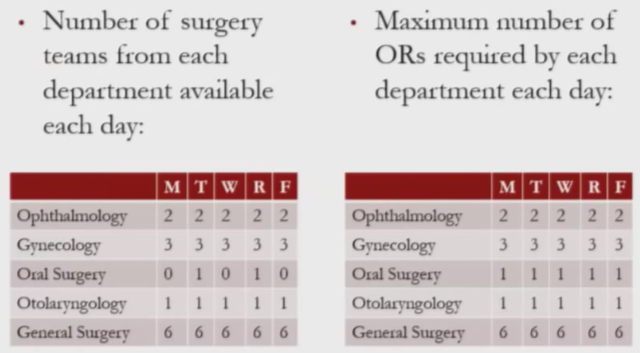 • Number of surgery
teams from each
department available
each day:
M T W R F
Ophthalmology 2 2 2 2 2
Gynecology 3 3 3 3 3
Oral Surgery 0 1 0 1 0
Otolaryngology 1 1 1 1 1
General Surgery 6 6 6 6 6
• Maximum number of
ORs required by each
department each day:
M T W R F
Ophthalmology 2 2 2 2 2
Gynecology 3 3 3 3 3
Oral Surgery 1 1 1 1 1
Otolaryngology 1 1 1 1 1
General Surgery 6 6 6 6 6